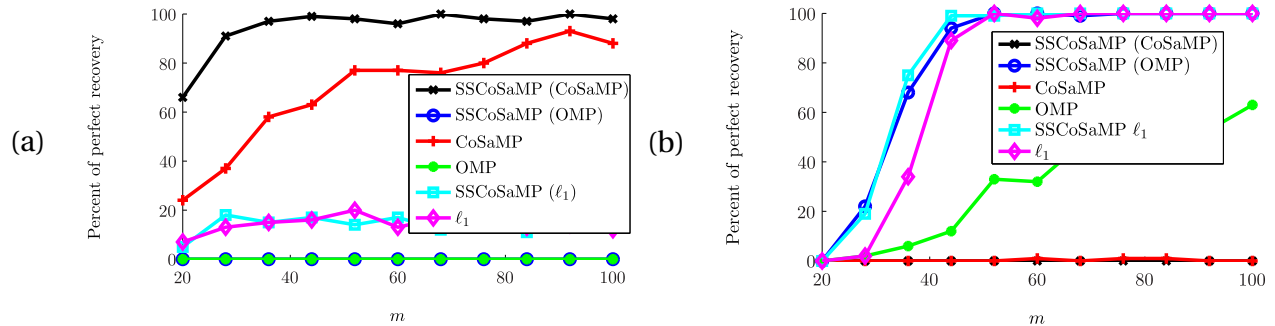 (a)
Percent of perfect recovery
100
80
60
40
20
0
20
40
60
80
100
m
SSCoSaMP (CoSaMP)
SSCoSaMP (OMP)
CoSaMP
OMP
SSCoSaMP (ℓ1)
ℓ1
(b)
Percent of perfect recovery
100
80
60
40
20
0
20
40
60
80
100
m
SSCoSaMP (CoSaMP)
SSCoSaMP (OMP)
CoSaMP
OMP
SSCoSaMP ℓ1
ℓ1